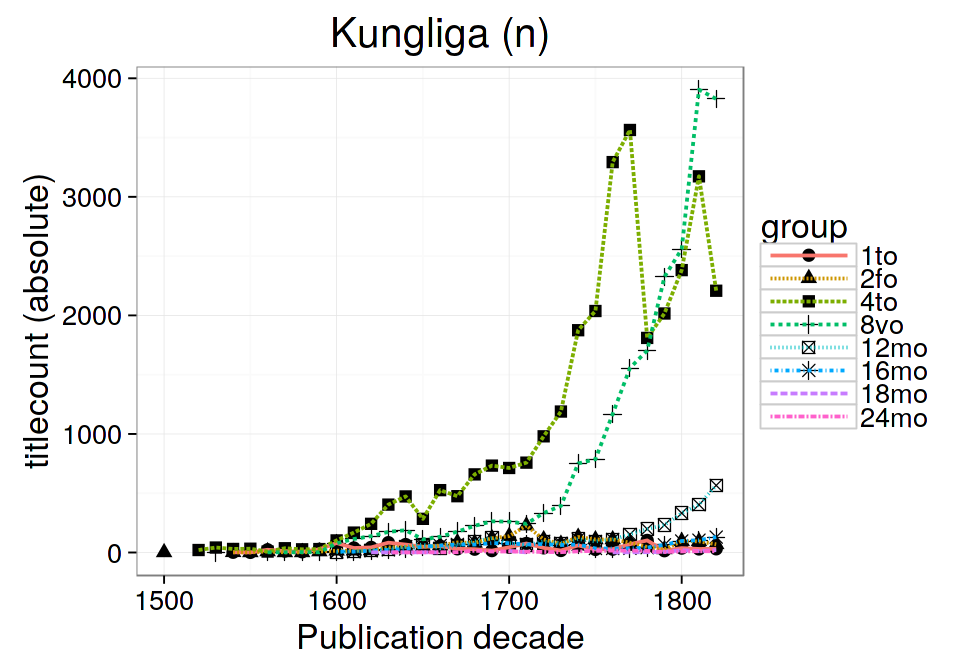 Kungliga (n)
titlecount (absolute)
4000
3000
2000
1000
0
1500 1600 1700 1800
Publication decade
group
1to
2fo
4to
8vo
12mo
16mo
18mo
24mo